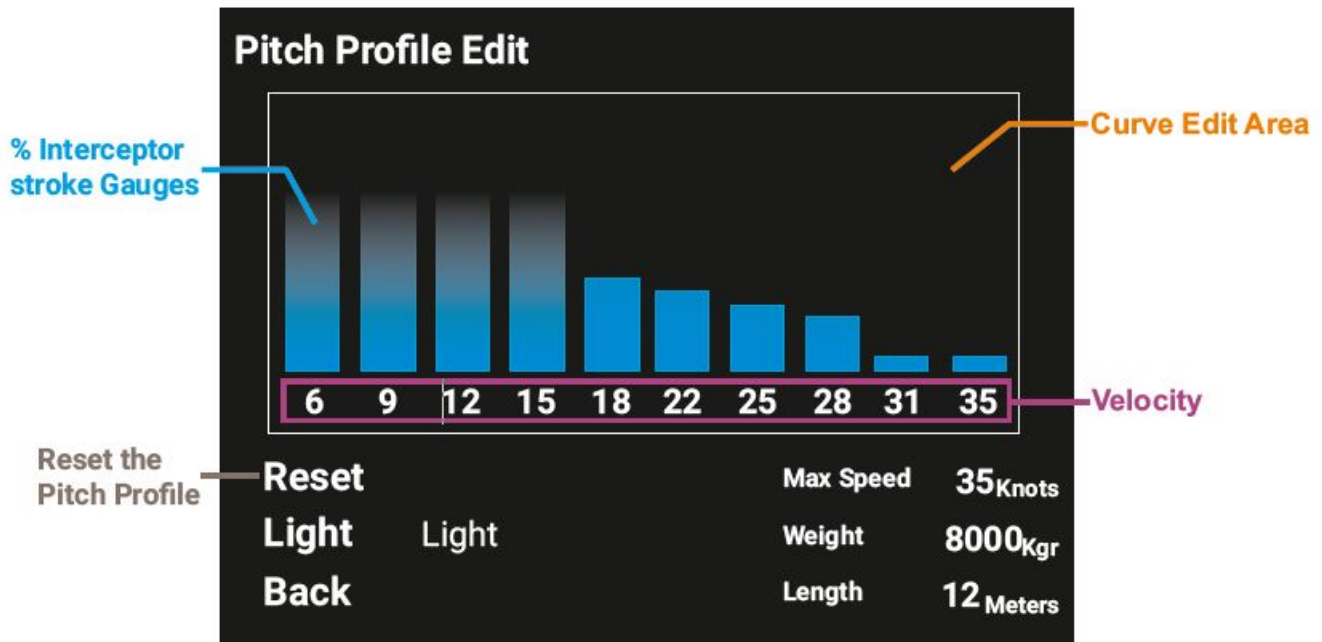 Pitch Profile Edit
% Interceptor
stroke Gauges
Curve Edit Area
6 9 12 15 18 22 25 28 31 35
Velocity
Reset the
Pitch Profile
Reset
Max Speed 35Knots
Light Light
Weight 8000Kgr
Back
Length 12 Meters